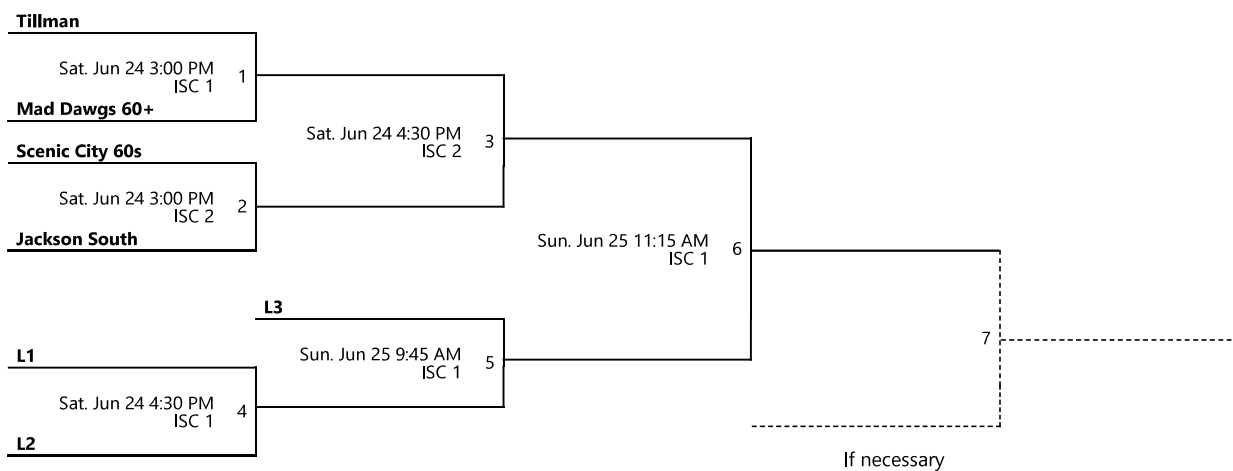 Tillman
Sat. Jun 24 3:00 PM
ISC 1
1
Mad Dawgs 60+
Scenic City 60s
Sat. Jun 24 3:00 PM
ISC 2
2
Jackson South
Sat. Jun 24 4:30 PM
ISC 2
3
Sun. Jun 25 11:15 AM
ISC 1
6
L3
Sun. Jun 25 9:45 AM
ISC 1
5
L1
Sat. Jun 24 4:30 PM
ISC 1
4
L2
7
If necessary